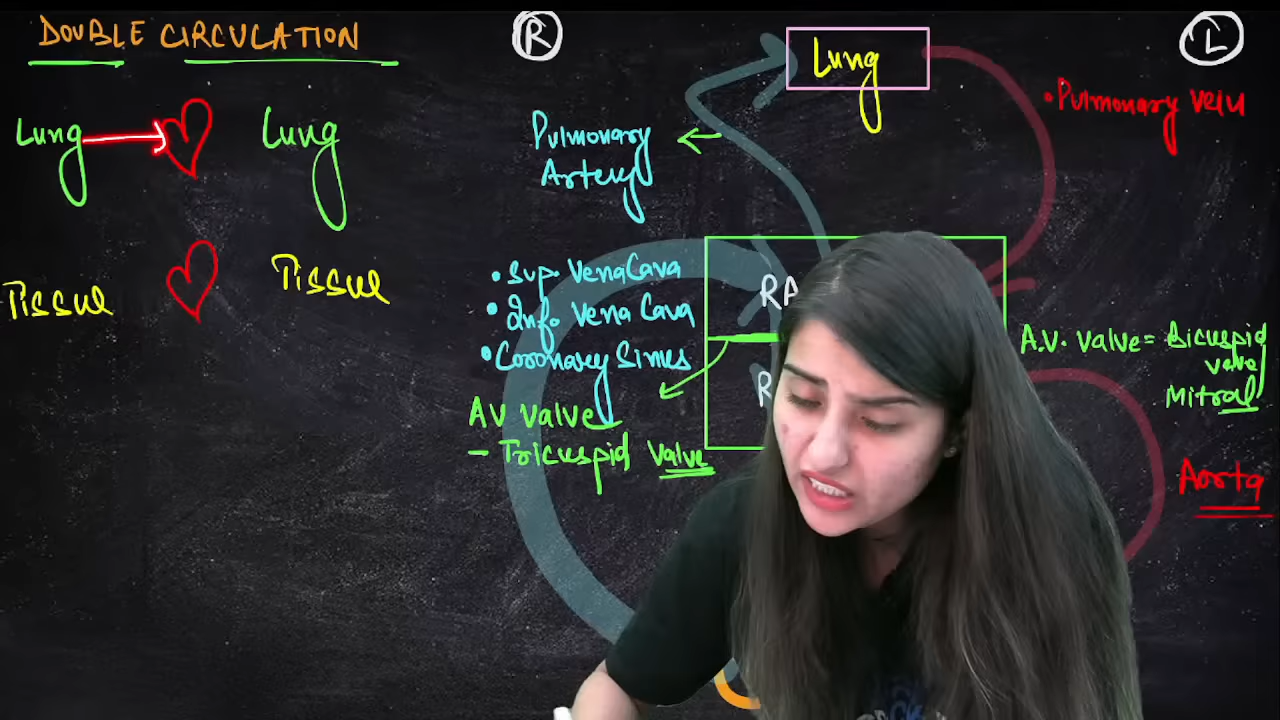 DOUBLE CIRCULATION
R
Lung
L
Lung
Lung
Pulmonary
Artery
• Pulmonary vein
Tissue
Tissue
• Sup. Vena Cava
• Inf. Vena Cava
• Coronary Sinus
RA
R
AV valve
- Tricuspid valve
A.V. valve = Bicuspid
valve
Mitral
Aorta